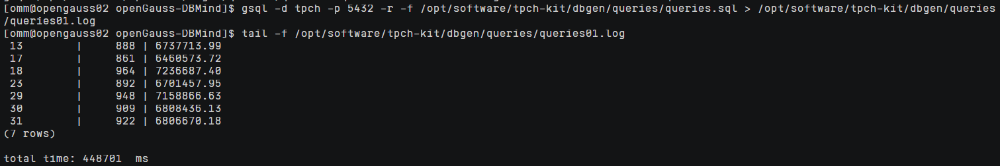 [omm@opengauss02 openGauss-DBMind]$ gsql -d tpch -p 5432 -r -f /opt/software/tpch-kit/dbgen/queries/queries.sql > /opt/software/tpch-kit/dbgen/queries
/queries01.log
[omm@opengauss02 openGauss-DBMind]$ tail -f /opt/software/tpch-kit/dbgen/queries/queries01.log
 13         |      888 | 6737713.99
 17         |      861 | 6460573.72
 18         |      964 | 7236687.40
 23         |      892 | 6701457.95
 29         |      948 | 7158866.63
 30         |      909 | 6808436.13
 31         |      922 | 6806670.18
(7 rows)

total time: 448701  ms